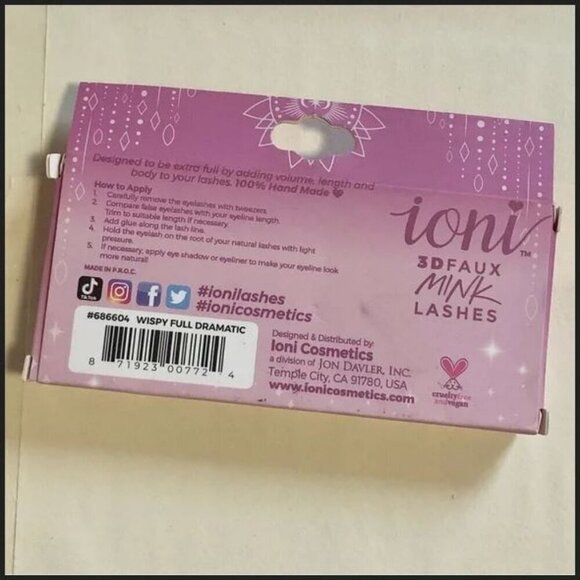 Designed to be extra full by adding volume, length and
body to your lashes. 100% Hand Made
How to Apply
1. Carefully remove the eyelashes with tweezers.
2. Compare false eyelashes with your eyeline length.
Trim to suitable length if necessary.
3. Add glue along the lash line.
4. Hold the eyelash on the root of your natural lashes with light
pressure.
5. If necessary, apply eye shadow or eyeliner to make your eyeline look
more natural!
MADE IN P.R.O.C.
TikTok
#ionilashes
#ionicosmetics
#686604 WISPY FULL DRAMATIC
8 71923 00772 4
Designed & Distributed by:
Ioni Cosmetics
a division of JON DAVLER, INC.
Temple City, CA 91780, USA
www.ionicosmetics.com
ioni™
3D FAUX
MINK
LASHES
crueltyfree
andvegan